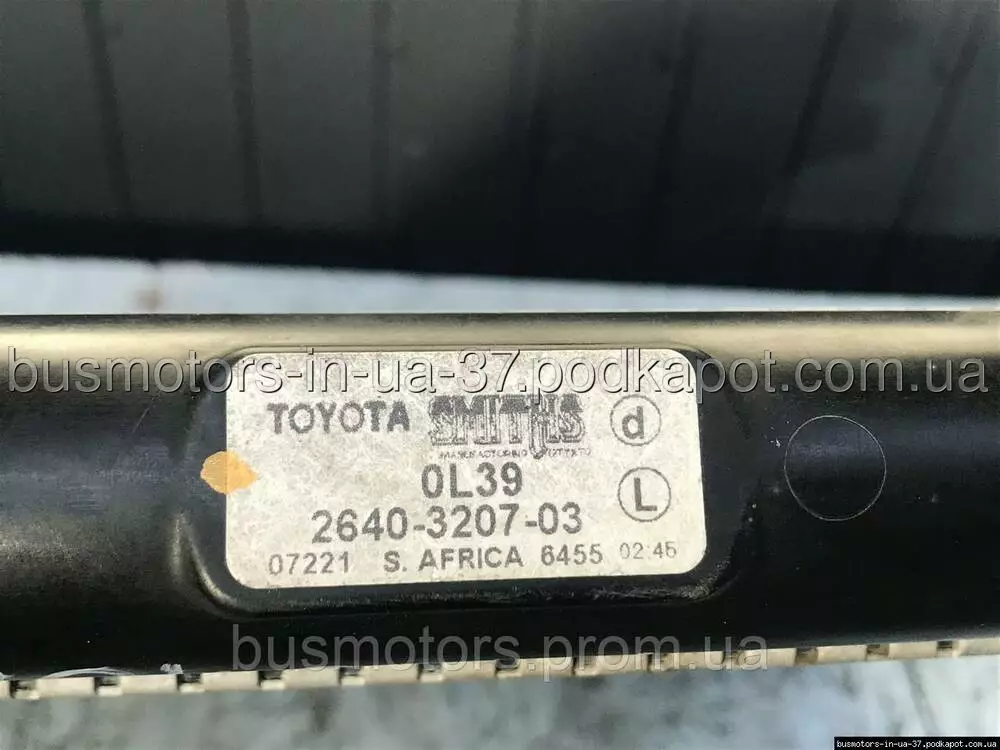 busmotors-in-ua-37.podkapot.com.ua
TOYOTA SMITHS d
MANUFACTURING
0L39 L
2640-3207-03
07221 S. AFRICA 6455 02:46
busmotors.prom.ua
busmotors-in-ua-37.podkapot.com.ua